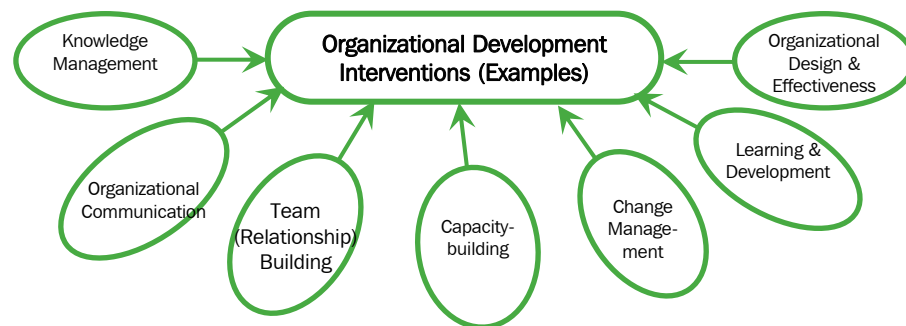 Organizational Development
Interventions (Examples)
Knowledge
Management
Organizational
Communication
Team
(Relationship)
Building
Capacity-
building
Change
Manage-
ment
Learning &
Development
Organizational
Design &
Effectiveness